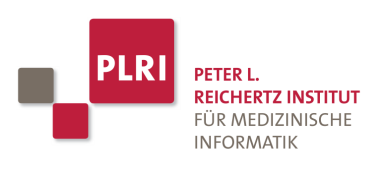 PLRI
PETER L.
REICHERTZ INSTITUT
FÜR MEDIZINISCHE
INFORMATIK